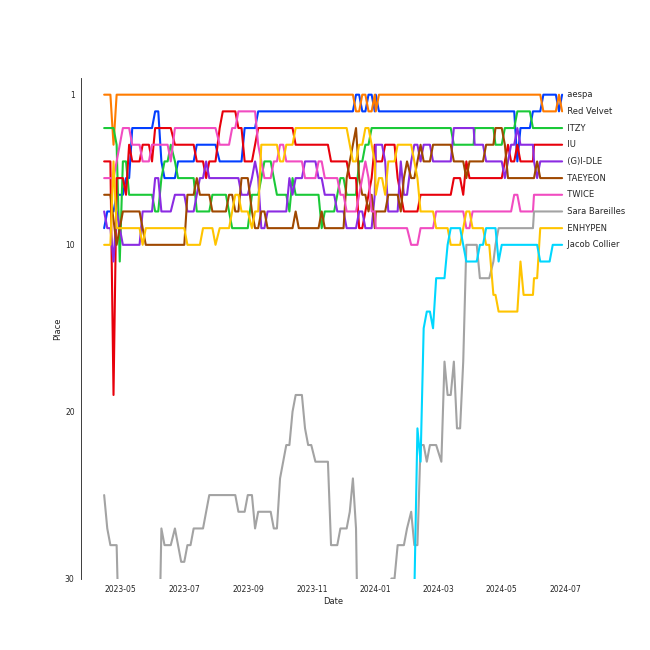 1
10
20
30
Place
2023-05
2023-07
2023-09
2023-11
2024-01
2024-03
2024-05
2024-07
Date
aespa
Red Velvet
ITZY
IU
(G)I-DLE
TAEYEON
TWICE
Sara Bareilles
ENHYPEN
Jacob Collier